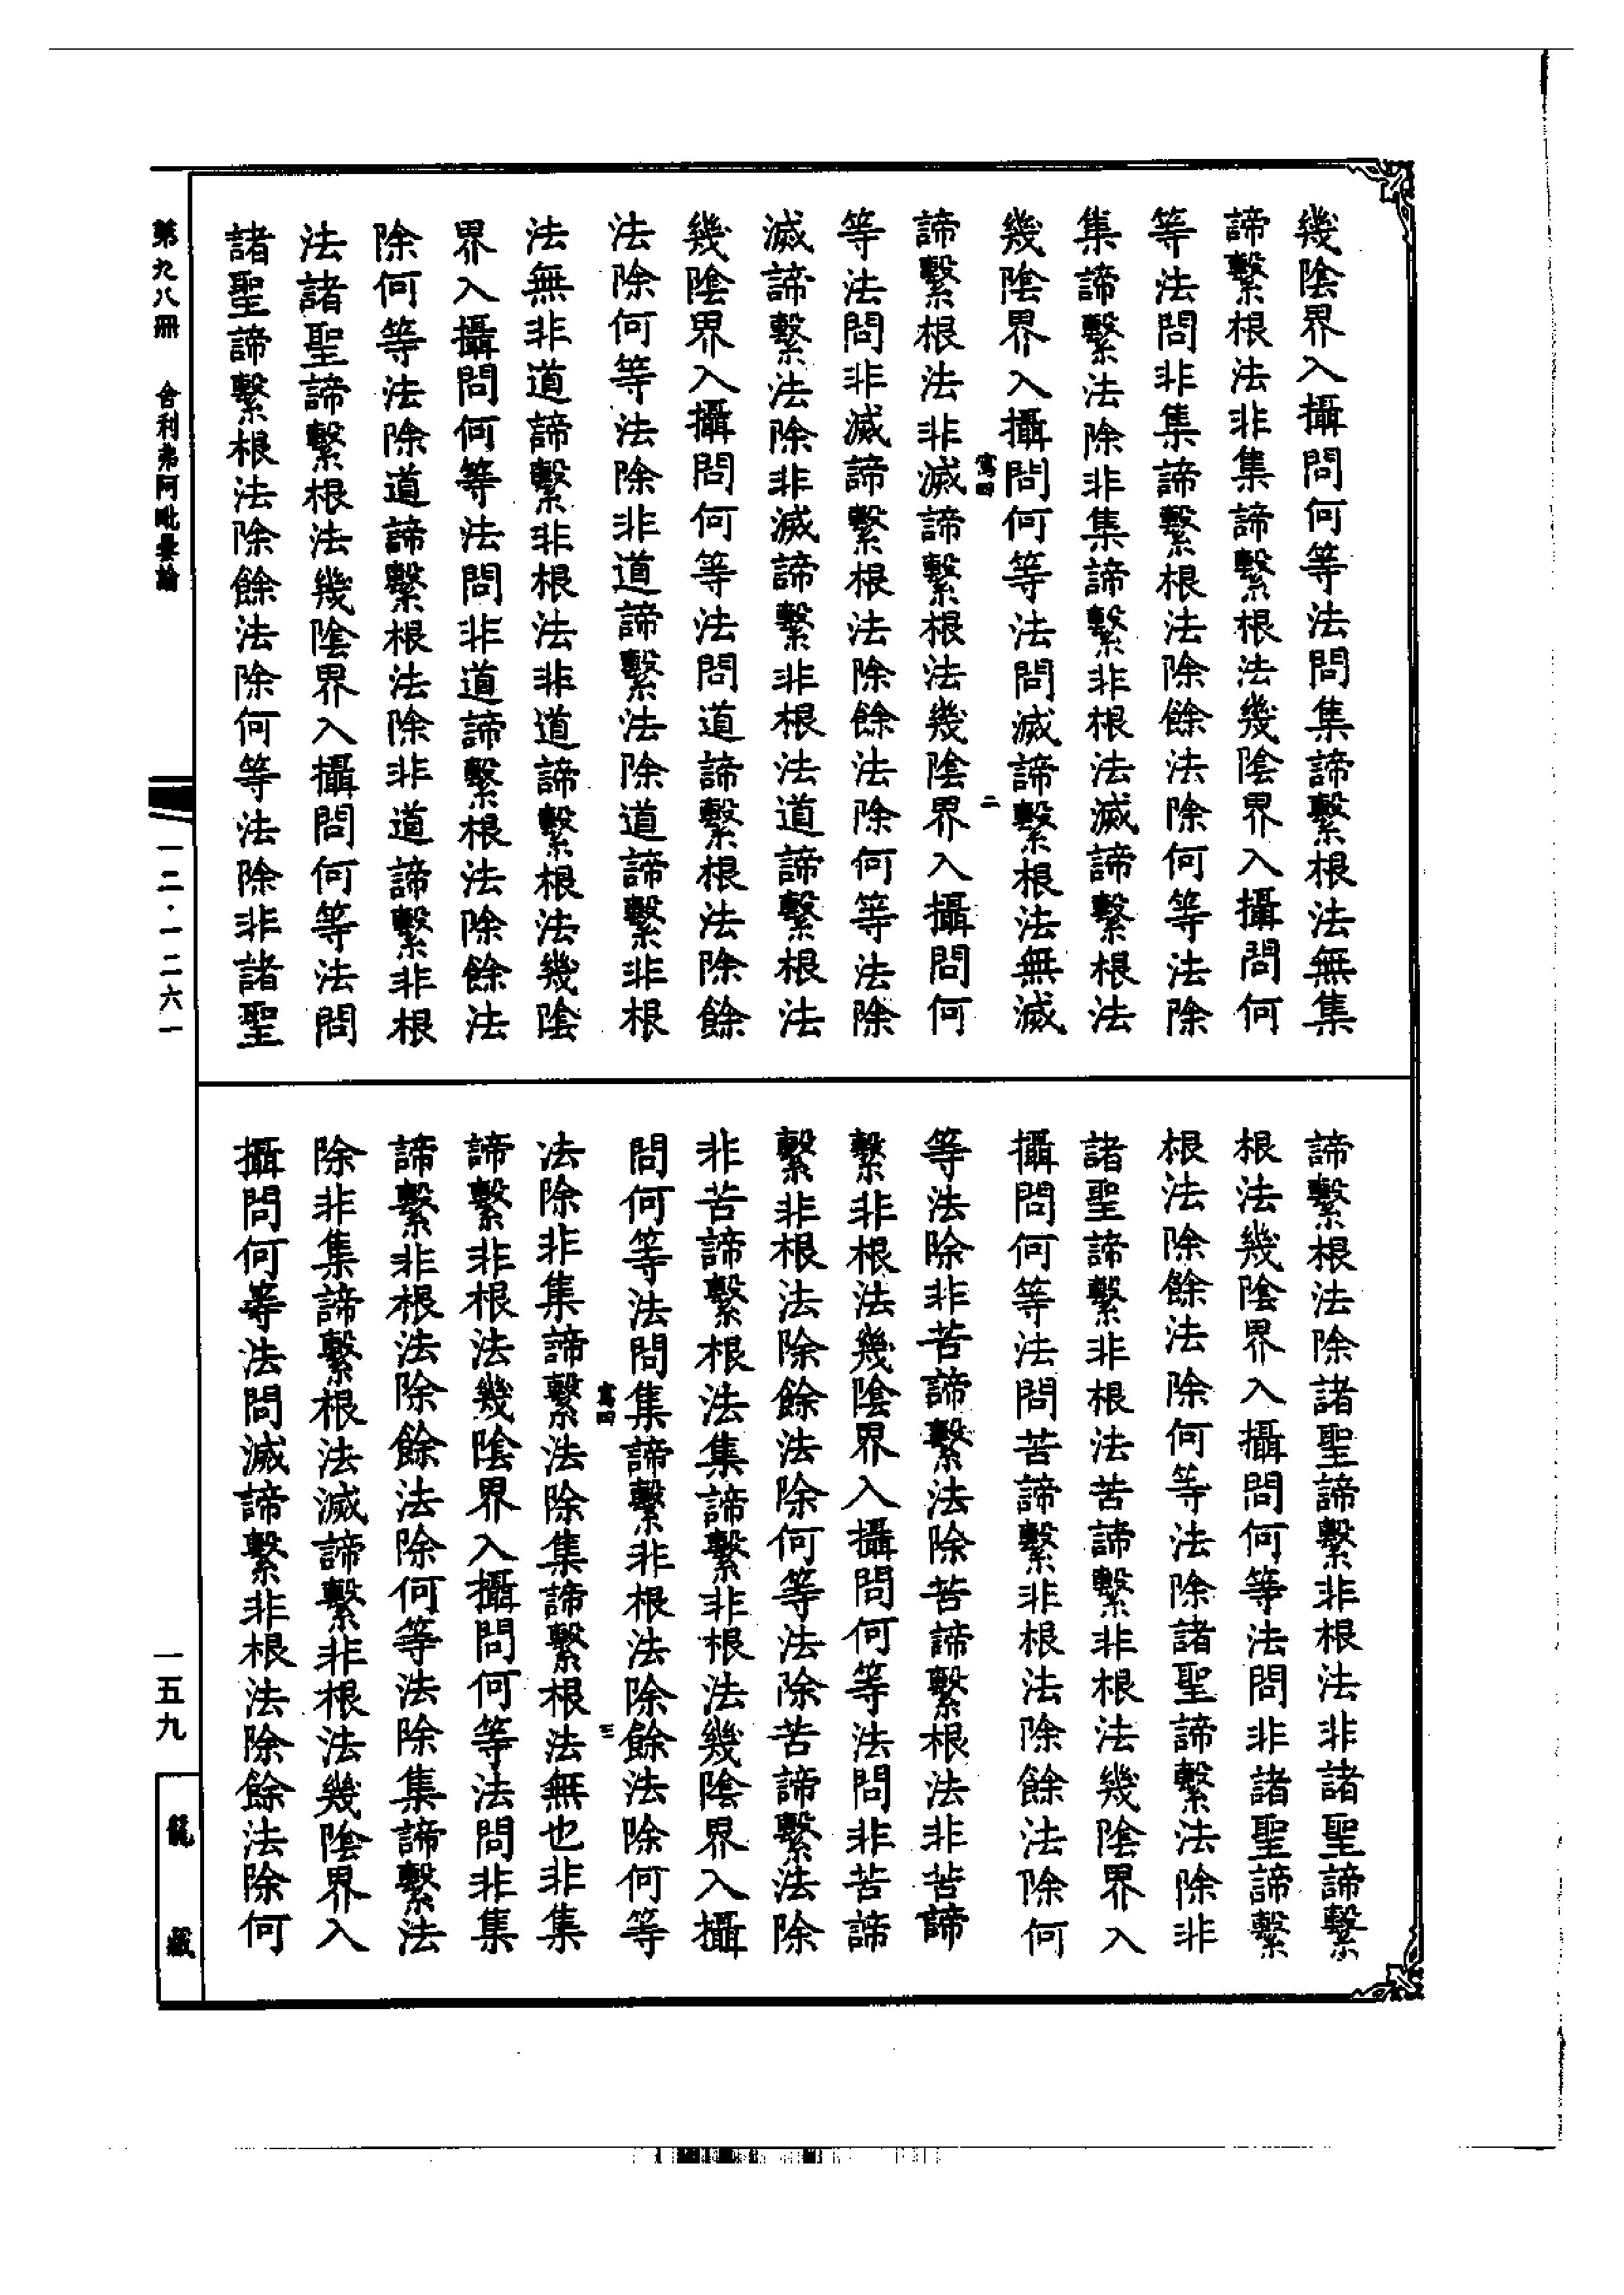 幾陰界入攝問何等法問集諦繫根法無集
諦繫根法非集諦繫根法幾陰界入攝問何
等法問非集諦繫根法除餘法除何等法除
集諦繫法除非集諦繫非根法滅諦繫根法
幾陰界入攝問何等法問滅諦繫根法無滅
諦繫根法非滅諦繫根法幾陰界入攝問何
等法問非滅諦繫根法除餘法除何等法除
滅諦繫法除非滅諦繫非根法道諦繫根法
幾陰界入攝問何等法問道諦繫根法除餘
法除何等法除非道諦繫法除道諦繫非根
法無非道諦繫非根法非道諦繫根法幾陰
界入攝問何等法問非道諦繫根法除餘法
除何等法除道諦繫根法除非道諦繫非根
法諸聖諦繫根法幾陰界入攝問何等法問
諸聖諦繫根法除餘法除何等法除非諸聖
諦繫根法除諸聖諦繫非根法非諸聖諦繫
根法幾陰界入攝問何等法問非諸聖諦繫
根法除餘法除何等法除諸聖諦繫法除非
諸聖諦繫非根法苦諦繫非根法幾陰界入
攝問何等法問苦諦繫非根法除餘法除何
等法除非苦諦繫法除苦諦繫根法非苦諦
繫非根法幾陰界入攝問何等法問非苦諦
繫非根法除餘法除何等法除苦諦繫法除
非苦諦繫根法集諦繫非根法幾陰界入攝
問何等法問集諦繫非根法除餘法除何等
法除非集諦繫法除集諦繫根法無也非集
諦繫非根法幾陰界入攝問何等法問非集
諦繫非根法除餘法除何等法除集諦繫法
除非集諦繫根法滅諦繫非根法幾陰界入
攝問何等法問滅諦繫非根法除餘法除何
二
三
第九八冊 舍利弗阿毗曇論
一二·一二六一
一五九
龍藏